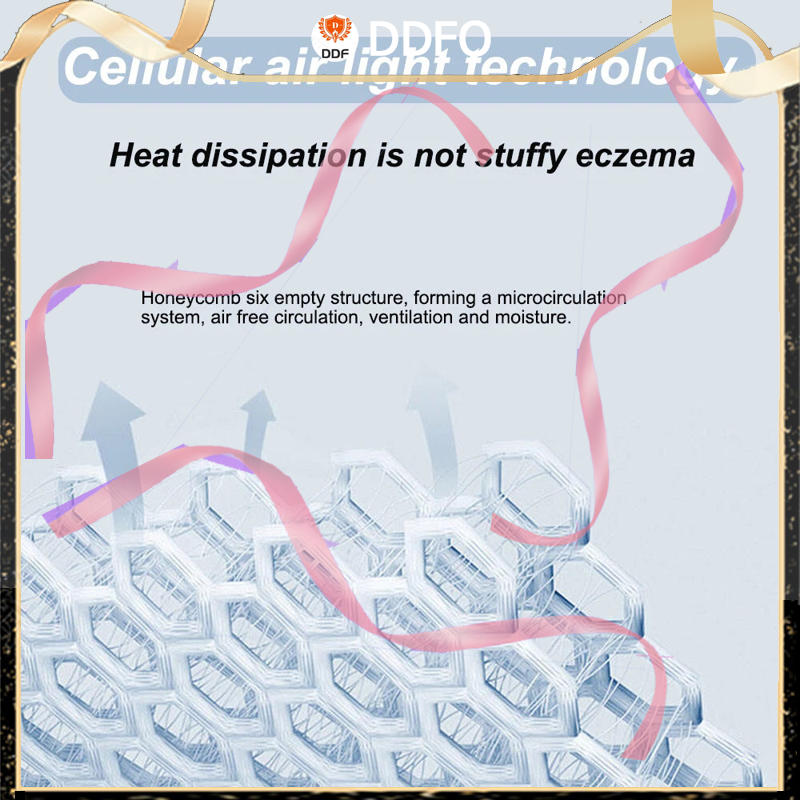 DDFO
DDF
Cellular air light technology
Heat dissipation is not stuffy eczema
Honeycomb six empty structure, forming a microcirculation
system, air free circulation, ventilation and moisture.